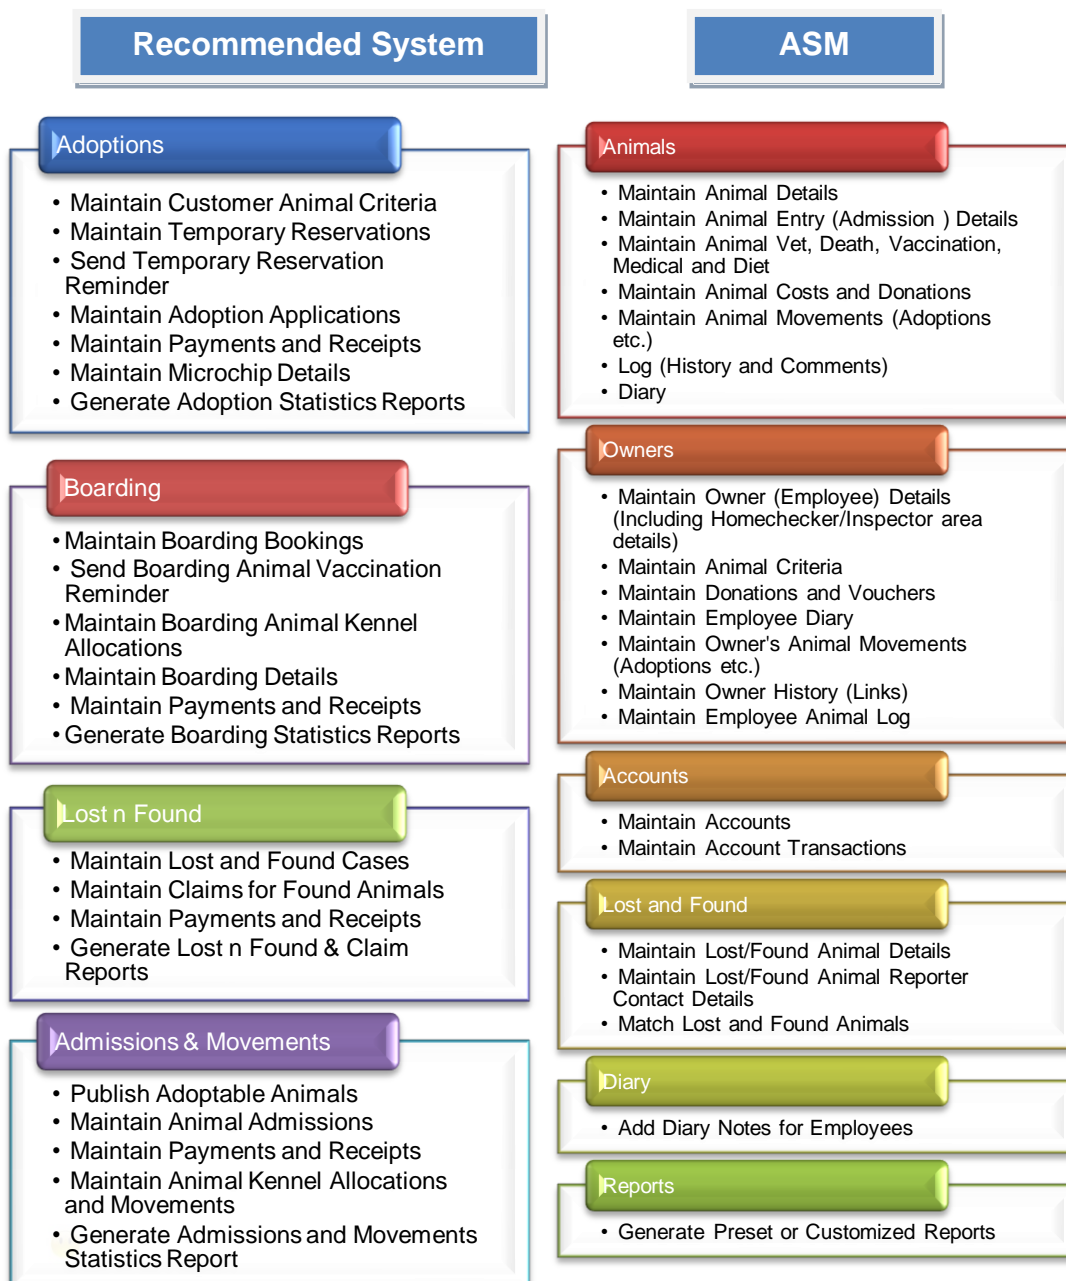 Recommended System
ASM
Adoptions
• Maintain Customer Animal Criteria
• Maintain Temporary Reservations
• Send Temporary Reservation
Reminder
• Maintain Adoption Applications
• Maintain Payments and Receipts
• Maintain Microchip Details
• Generate Adoption Statistics Reports
Boarding
• Maintain Boarding Bookings
• Send Boarding Animal Vaccination
Reminder
• Maintain Boarding Animal Kennel
Allocations
• Maintain Boarding Details
• Maintain Payments and Receipts
• Generate Boarding Statistics Reports
Lost n Found
• Maintain Lost and Found Cases
• Maintain Claims for Found Animals
• Maintain Payments and Receipts
• Generate Lost n Found & Claim
Reports
Admissions & Movements
• Publish Adoptable Animals
• Maintain Animal Admissions
• Maintain Payments and Receipts
• Maintain Animal Kennel Allocations
and Movements
• Generate Admissions and Movements
Statistics Report
Animals
• Maintain Animal Details
• Maintain Animal Entry (Admission ) Details
• Maintain Animal Vet, Death, Vaccination,
Medical and Diet
• Maintain Animal Costs and Donations
• Maintain Animal Movements (Adoptions
etc.)
• Log (History and Comments)
• Diary
Owners
• Maintain Owner (Employee) Details
(Including Homechecker/Inspector area
details)
• Maintain Animal Criteria
• Maintain Donations and Vouchers
• Maintain Employee Diary
• Maintain Owner's Animal Movements
(Adoptions etc.)
• Maintain Owner History (Links)
• Maintain Employee Animal Log
Accounts
• Maintain Accounts
• Maintain Account Transactions
Lost and Found
• Maintain Lost/Found Animal Details
• Maintain Lost/Found Animal Reporter
Contact Details
• Match Lost and Found Animals
Diary
• Add Diary Notes for Employees
Reports
• Generate Preset or Customized Reports